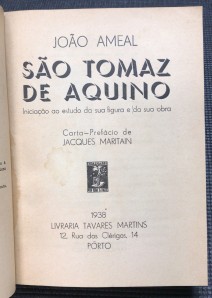 JOÃO AMEAL
SÃO TOMAZ
DE AQUINO
Iniciação ao estudo da sua figura e da sua obra
Carta-Prefácio de
JACQUES MARITAIN
1938
LIVRARIA TAVARES MARTINS
12, Rua dos Clérigos, 14
PÔRTO